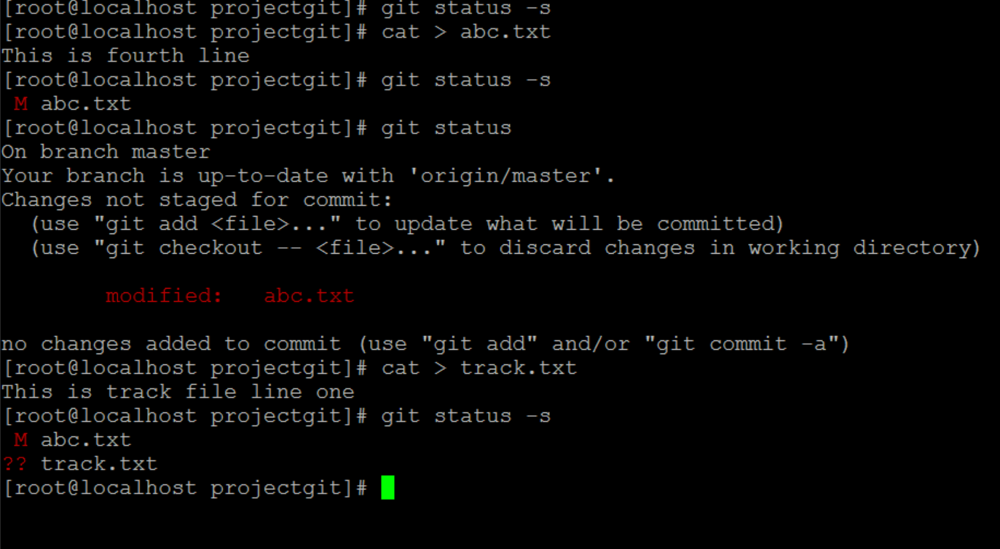 [root@localhost projectgit]# git status -s
[root@localhost projectgit]# cat > abc.txt
This is fourth line
[root@localhost projectgit]# git status -s
 M abc.txt
[root@localhost projectgit]# git status
On branch master
Your branch is up-to-date with 'origin/master'.
Changes not staged for commit:
  (use "git add <file>..." to update what will be committed)
  (use "git checkout -- <file>..." to discard changes in working directory)
        modified:   abc.txt
no changes added to commit (use "git add" and/or "git commit -a")
[root@localhost projectgit]# cat > track.txt
This is track file line one
[root@localhost projectgit]# git status -s
 M abc.txt
?? track.txt
[root@localhost projectgit]#